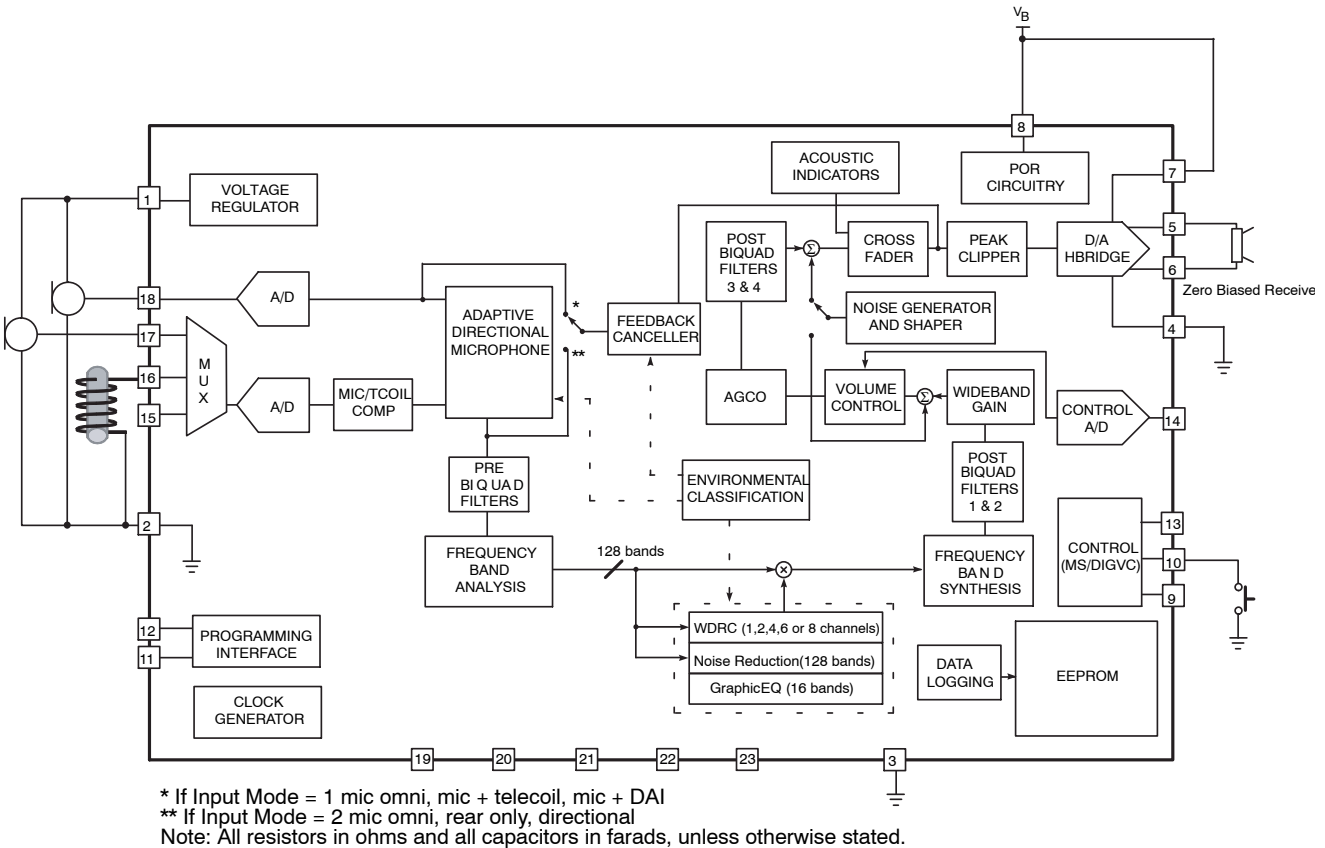 VB
8
ACOUSTIC
INDICATORS
POR
CIRCUITRY
7
1
VOLTAGE
REGULATOR
5
POST
BIQUAD
FILTERS
3 & 4
Σ
CROSS
FADER
PEAK
CLIPPER
D/A
HBRIDGE
6
Zero Biased Receive
18
A/D
ADAPTIVE
DIRECTIONAL
MICROPHONE
*
FEEDBACK
CANCELLER
NOISE GENERATOR
AND SHAPER
4
17
**
MUX
16
A/D
MIC/TCOIL
COMP
15
AGCO
VOLUME
CONTROL
Σ
WIDEBAND
GAIN
CONTROL
A/D
14
PRE
BI Q UAD
FILTERS
ENVIRONMENTAL
CLASSIFICATION
POST
BIQUAD
FILTERS
1 & 2
2
13
FREQUENCY
BAND
ANALYSIS
128 bands
×
FREQUENCY
BA N D
SYNTHESIS
CONTROL
(MS/DIGVC)
10
9
12
PROGRAMMING
INTERFACE
11
WDRC (1,2,4,6 or 8 channels)
Noise Reduction(128 bands)
GraphicEQ (16 bands)
DATA
LOGGING
EEPROM
CLOCK
GENERATOR
19
20
21
22
23
3
* If Input Mode = 1 mic omni, mic + telecoil, mic + DAI
** If Input Mode = 2 mic omni, rear only, directional
Note: All resistors in ohms and all capacitors in farads, unless otherwise stated.